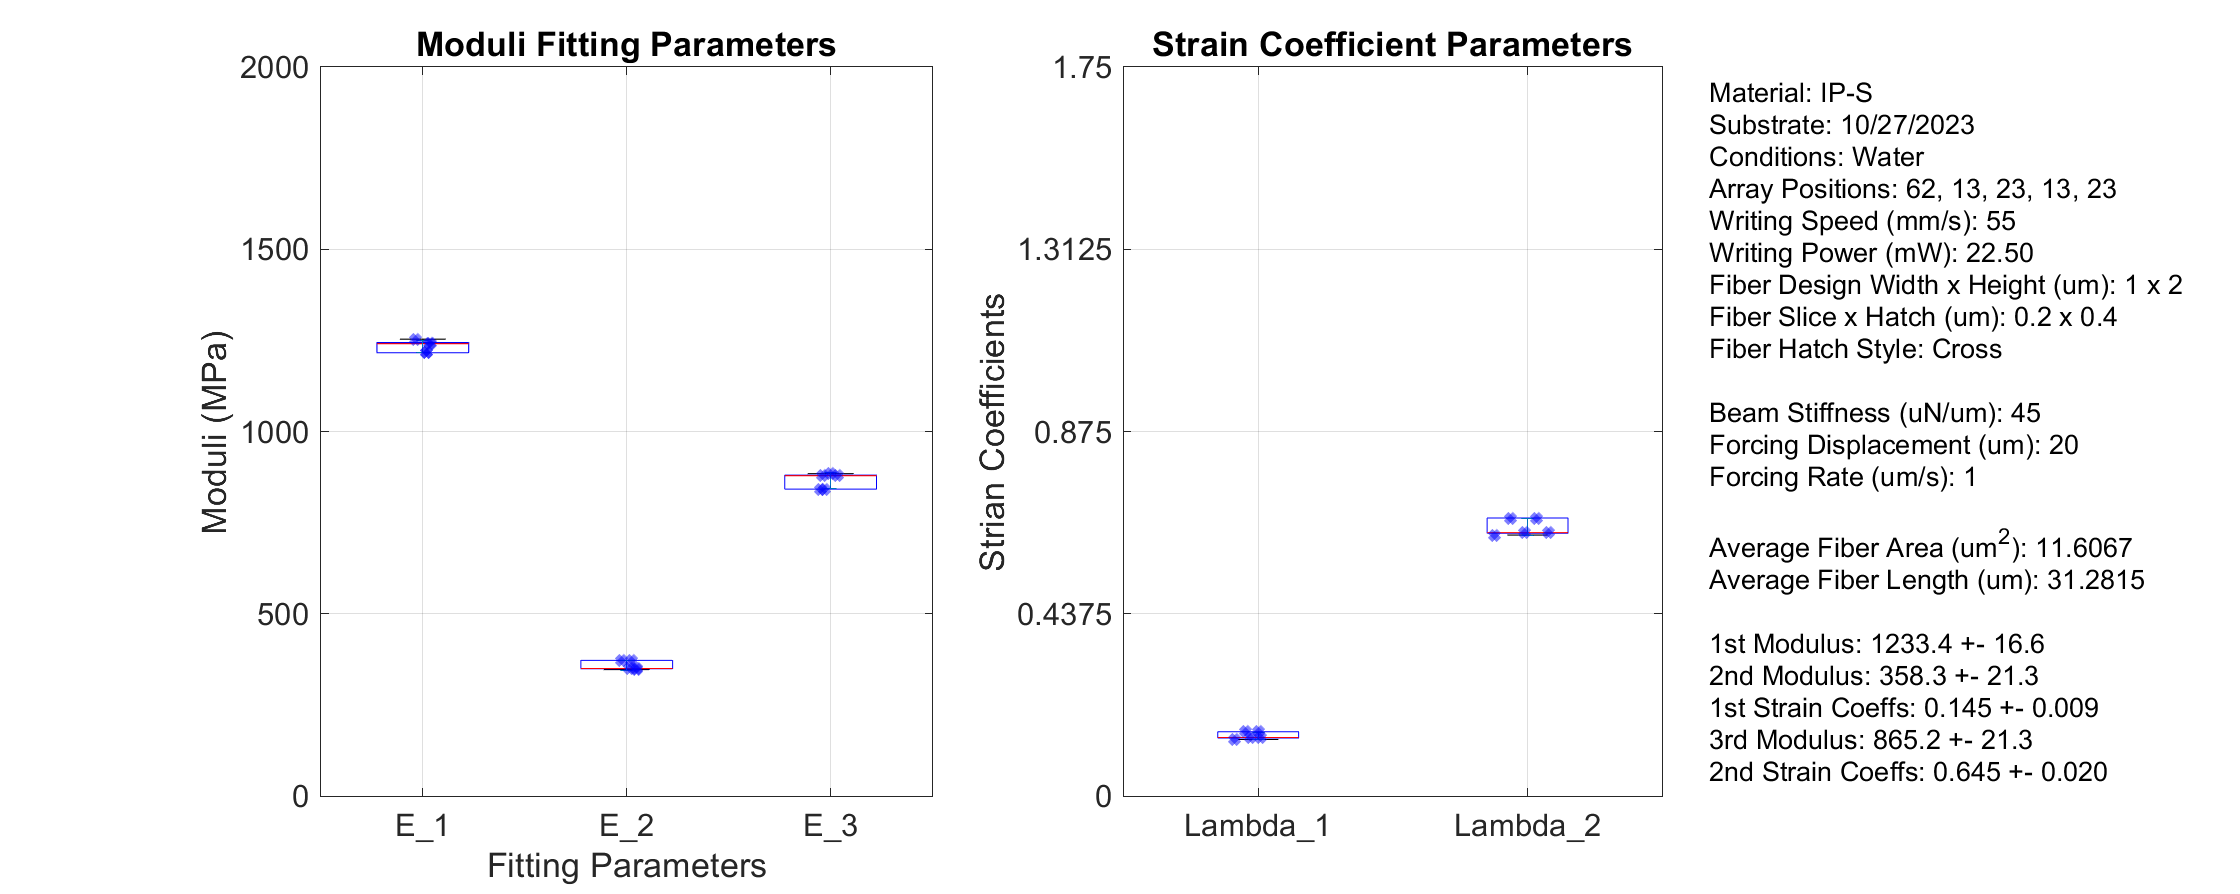 Moduli Fitting Parameters
2000
1500
1000
500
0
Moduli (MPa)
E_1
E_2
E_3
Fitting Parameters
Strain Coefficient Parameters
1.75
1.3125
0.875
0.4375
0
Strian Coefficients
Lambda_1
Lambda_2
Material: IP-S
Substrate: 10/27/2023
Conditions: Water
Array Positions: 62, 13, 23, 13, 23
Writing Speed (mm/s): 55
Writing Power (mW): 22.50
Fiber Design Width x Height (um): 1 x 2
Fiber Slice x Hatch (um): 0.2 x 0.4
Fiber Hatch Style: Cross
Beam Stiffness (uN/um): 45
Forcing Displacement (um): 20
Forcing Rate (um/s): 1
Average Fiber Area (um²): 11.6067
Average Fiber Length (um): 31.2815
1st Modulus: 1233.4 +- 16.6
2nd Modulus: 358.3 +- 21.3
1st Strain Coeffs: 0.145 +- 0.009
3rd Modulus: 865.2 +- 21.3
2nd Strain Coeffs: 0.645 +- 0.020